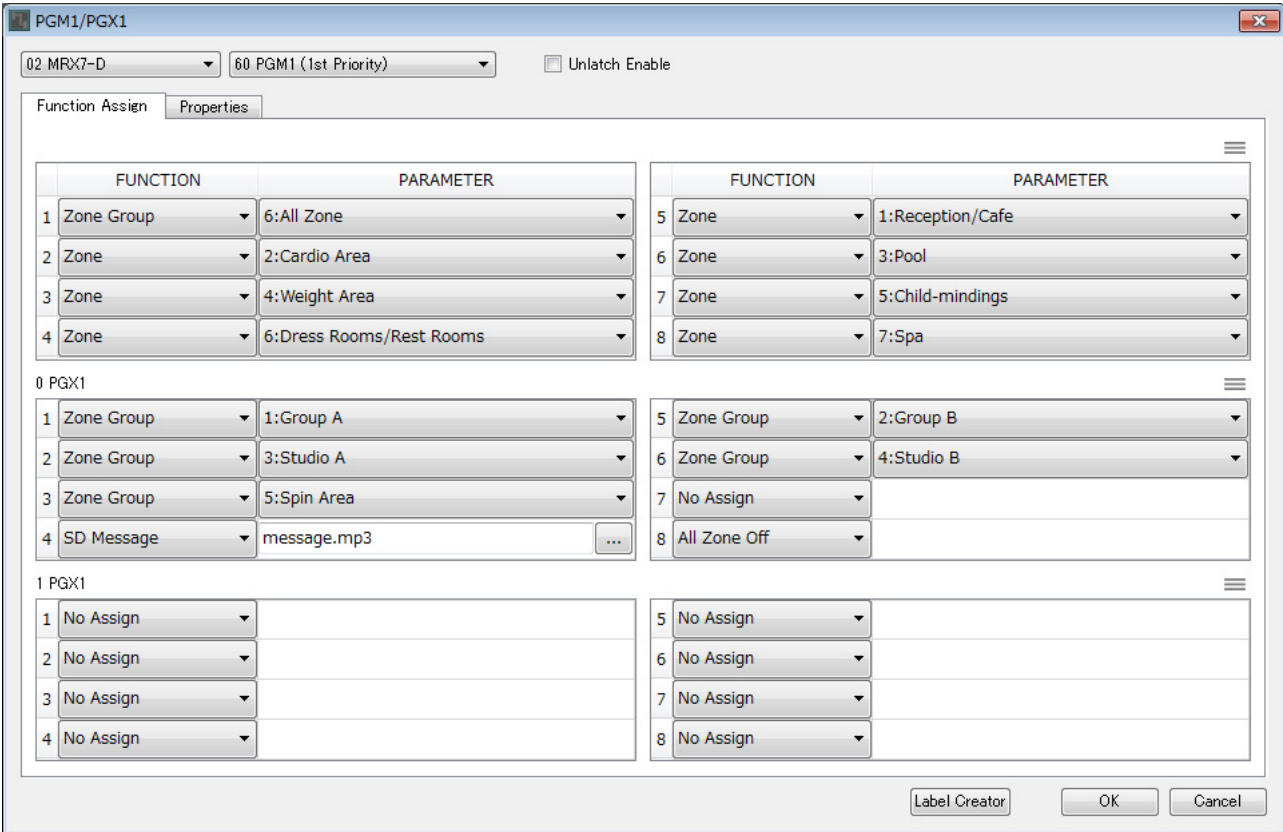 PGM1/PGX1
02 MRX7-D 60 PGM1 (1st Priority) Unlatch Enable
Function Assign Properties
FUNCTION PARAMETER FUNCTION PARAMETER
1 Zone Group 6:All Zone 5 Zone 1:Reception/Cafe
2 Zone 2:Cardio Area 6 Zone 3:Pool
3 Zone 4:Weight Area 7 Zone 5:Child-mindings
4 Zone 6:Dress Rooms/Rest Rooms 8 Zone 7:Spa
0 PGX1
1 Zone Group 1:Group A 5 Zone Group 2:Group B
2 Zone Group 3:Studio A 6 Zone Group 4:Studio B
3 Zone Group 5:Spin Area 7 No Assign
4 SD Message message.mp3 ... 8 All Zone Off
1 PGX1
1 No Assign 5 No Assign
2 No Assign 6 No Assign
3 No Assign 7 No Assign
4 No Assign 8 No Assign
Label Creator OK Cancel